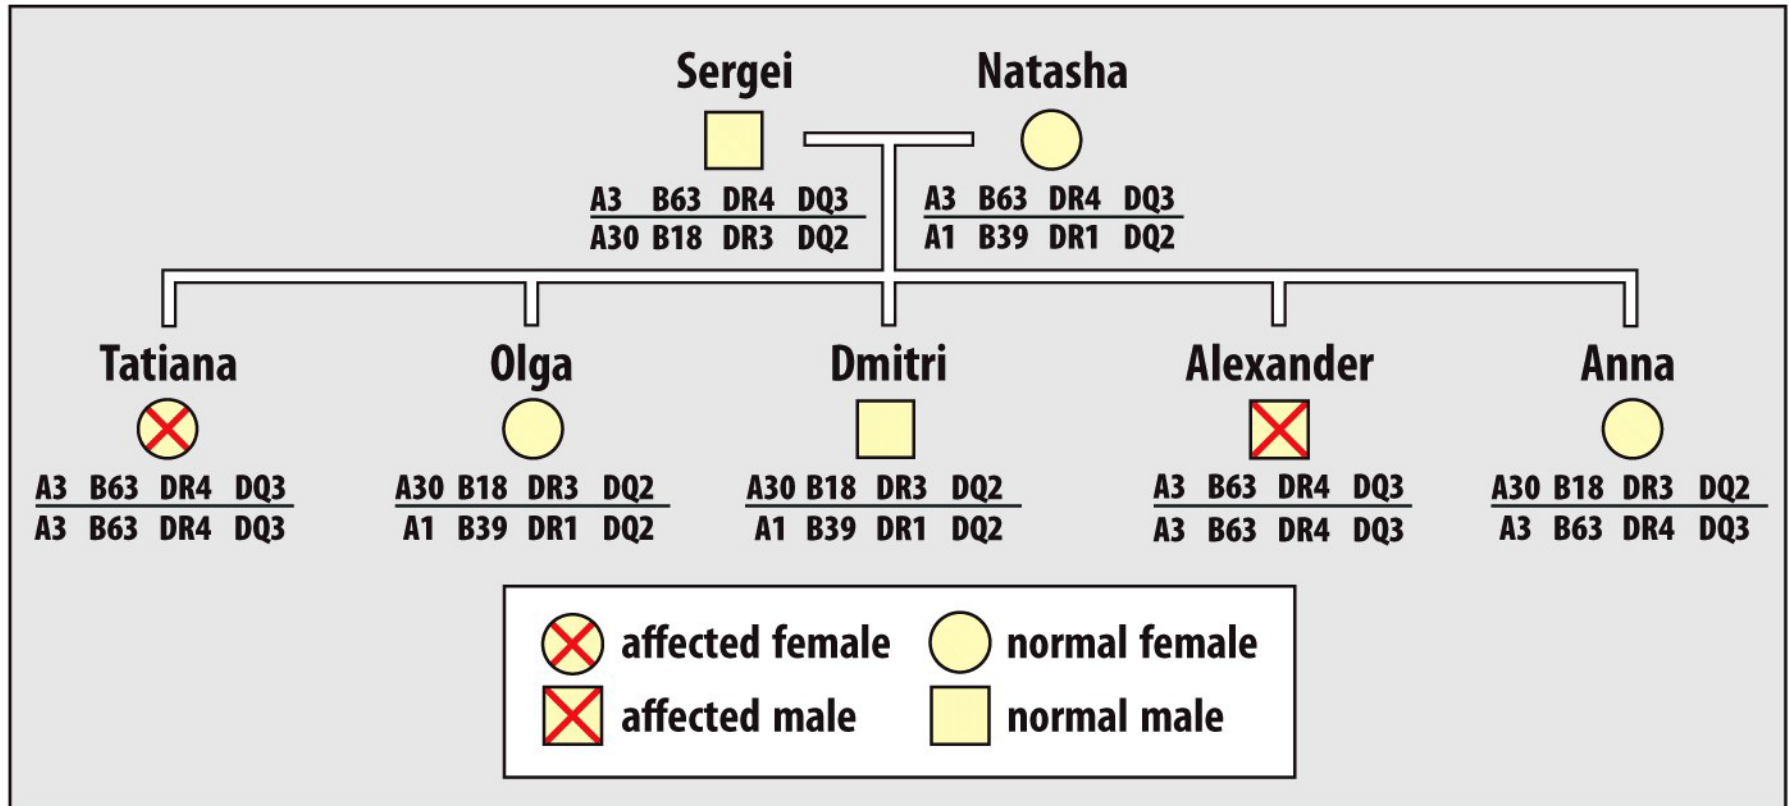 Sergei Natasha
A3 B63 DR4 DQ3 A3 B63 DR4 DQ3
A30 B18 DR3 DQ2 A1 B39 DR1 DQ2
Tatiana Olga Dmitri Alexander Anna
A3 B63 DR4 DQ3 A30 B18 DR3 DQ2 A30 B18 DR3 DQ2 A3 B63 DR4 DQ3 A30 B18 DR3 DQ2
A3 B63 DR4 DQ3 A1 B39 DR1 DQ2 A1 B39 DR1 DQ2 A3 B63 DR4 DQ3 A3 B63 DR4 DQ3
affected female normal female
affected male normal male